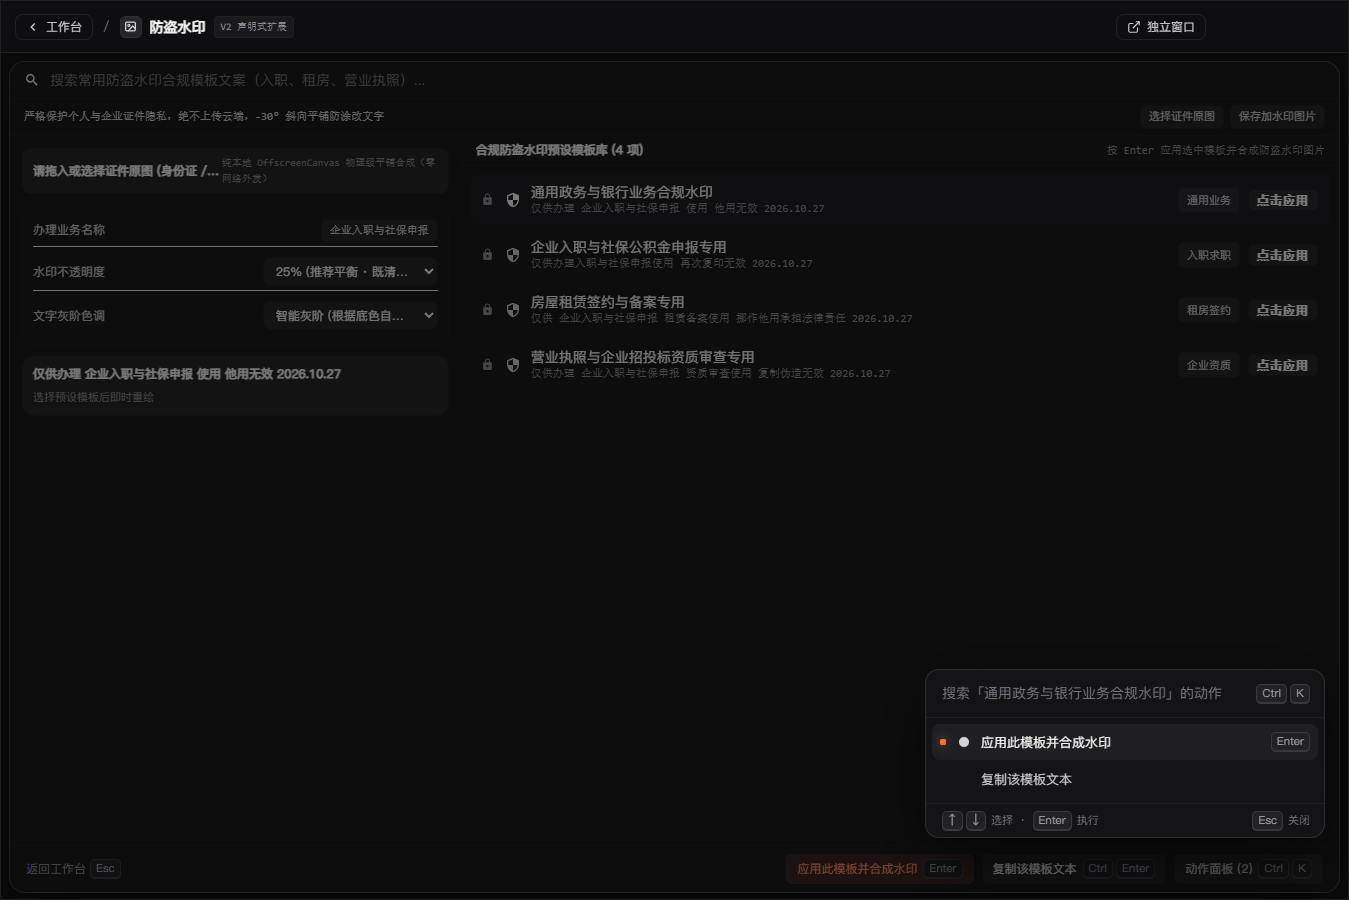 工作台 / 防盗水印 V2 声明式扩展 独立窗口
搜索常用防盗水印合规模板文案（入职、租房、营业执照）...
严格保护个人与企业证件隐私，绝不上传云端，-30° 斜向平铺防涂改文字 选择证件原图 保存加水印图片
请拖入或选择证件原图 (身份证 /... 纯本地 OffscreenCanvas 物理级平铺合成（零
网络外发）
办理业务名称 企业入职与社保申报
水印不透明度 25% (推荐平衡 · 既清...
文字灰阶色调 智能灰阶 (根据底色自...
仅供办理 企业入职与社保申报 使用 他用无效 2026.10.27
选择预设模板后即时重绘
合规防盗水印预设模板库 (4 项) 按 Enter 应用选中模板并合成防盗水印图片
通用政务与银行业务合规水印 通用业务 点击应用
仅供办理 企业入职与社保申报 使用 他用无效 2026.10.27
企业入职与社保公积金申报专用 入职求职 点击应用
仅供办理入职与社保申报使用 再次复印无效 2026.10.27
房屋租赁签约与备案专用 租房签约 点击应用
仅供 企业入职与社保申报 租赁备案使用 挪作他用承担法律责任 2026.10.27
营业执照与企业招投标资质审查专用 企业资质 点击应用
仅供办理 企业入职与社保申报 资质审查使用 复制伪造无效 2026.10.27
搜索「通用政务与银行业务合规水印」的动作 Ctrl K
应用此模板并合成水印 Enter
复制该模板文本
↑ ↓ 选择 · Enter 执行 Esc 关闭
返回工作台 Esc 应用此模板并合成水印 Enter 复制该模板文本 Ctrl Enter 动作面板 (2) Ctrl K